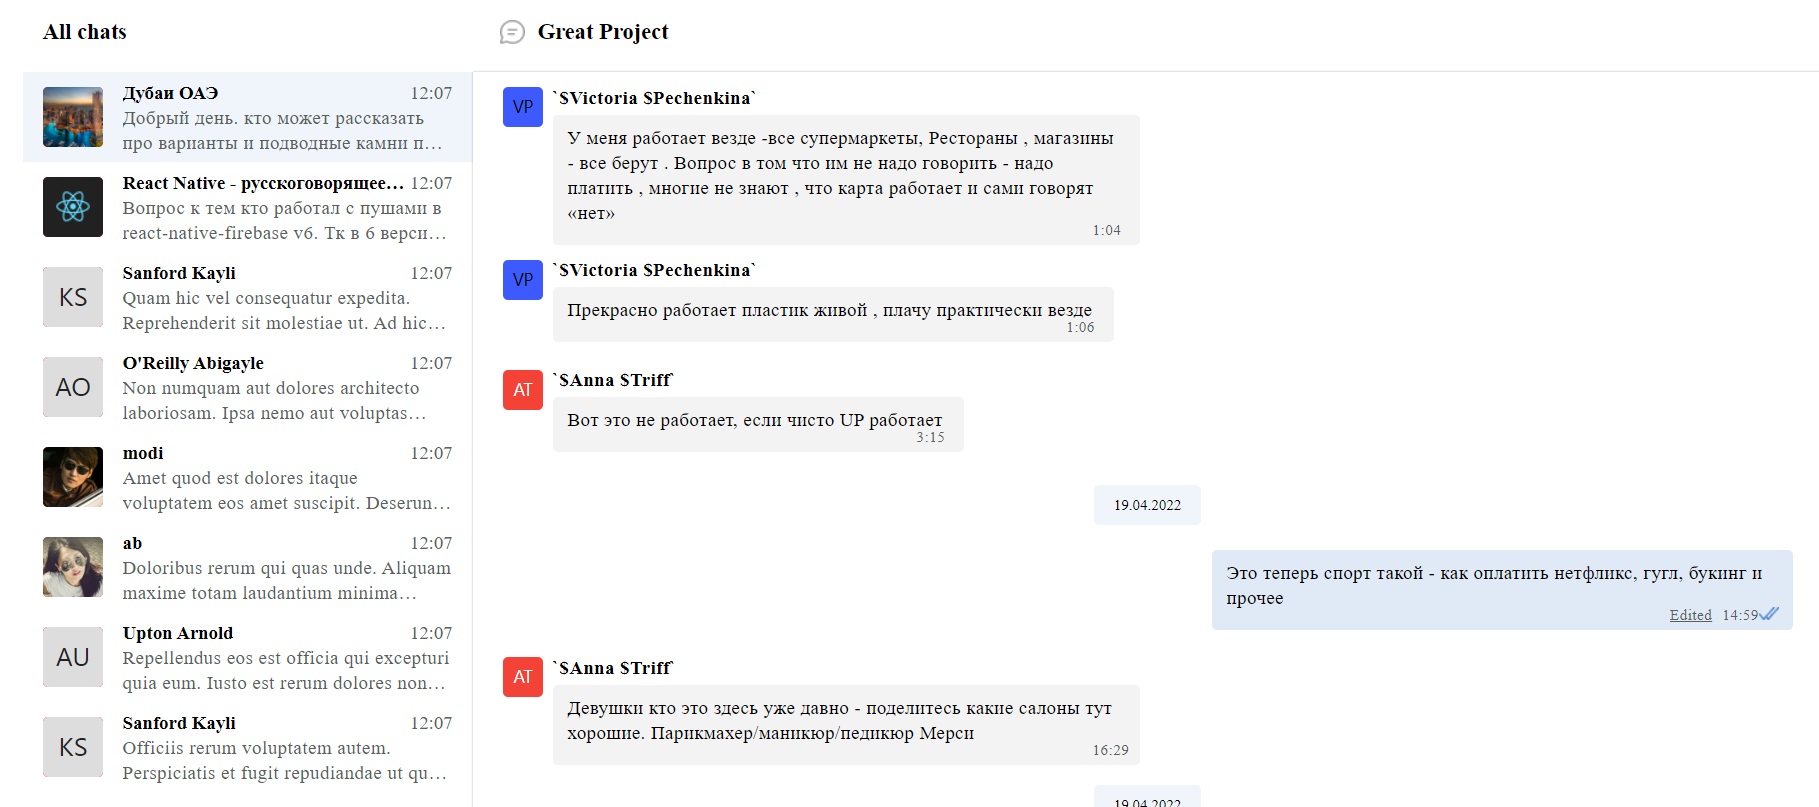 All chats
Дубаи ОАЭ 12:07
Добрый день. кто может рассказать
про варианты и подводные камни п…
React Native - русскоговорящее… 12:07
Вопрос к тем кто работал с пушами в
react-native-firebase v6. Тк в 6 верси…
KS
Sanford Kayli 12:07
Quam hic vel consequatur expedita.
Reprehenderit sit molestiae ut. Ad hic…
AO
O'Reilly Abigayle 12:07
Non numquam aut dolores architecto
laboriosam. Ipsa nemo aut voluptas…
modi 12:07
Amet quod est dolores itaque
voluptatem eos amet suscipit. Deserun…
ab 12:07
Doloribus rerum qui quas unde. Aliquam
maxime totam laudantium minima…
AU
Upton Arnold 12:07
Repellendus eos est officia qui excepturi
quia eum. Iusto est rerum dolores non…
KS
Sanford Kayli 12:07
Officiis rerum voluptatem autem.
Perspiciatis et fugit repudiandae ut qu…
Great Project
VP
`$Victoria $Pechenkina`
У меня работает везде -все супермаркеты, Рестораны , магазины
- все берут . Вопрос в том что им не надо говорить - надо
платить , многие не знают , что карта работает и сами говорят
«нет»
1:04
VP
`$Victoria $Pechenkina`
Прекрасно работает пластик живой , плачу практически везде
1:06
AT
`$Anna $Triff`
Вот это не работает, если чисто UP работает
3:15
19.04.2022
Это теперь спорт такой - как оплатить нетфликс, гугл, букинг и
прочее
Edited 14:59
AT
`$Anna $Triff`
Девушки кто это здесь уже давно - поделитесь какие салоны тут
хорошие. Парикмахер/маникюр/педикюр Мерси
16:29
19.04.2022